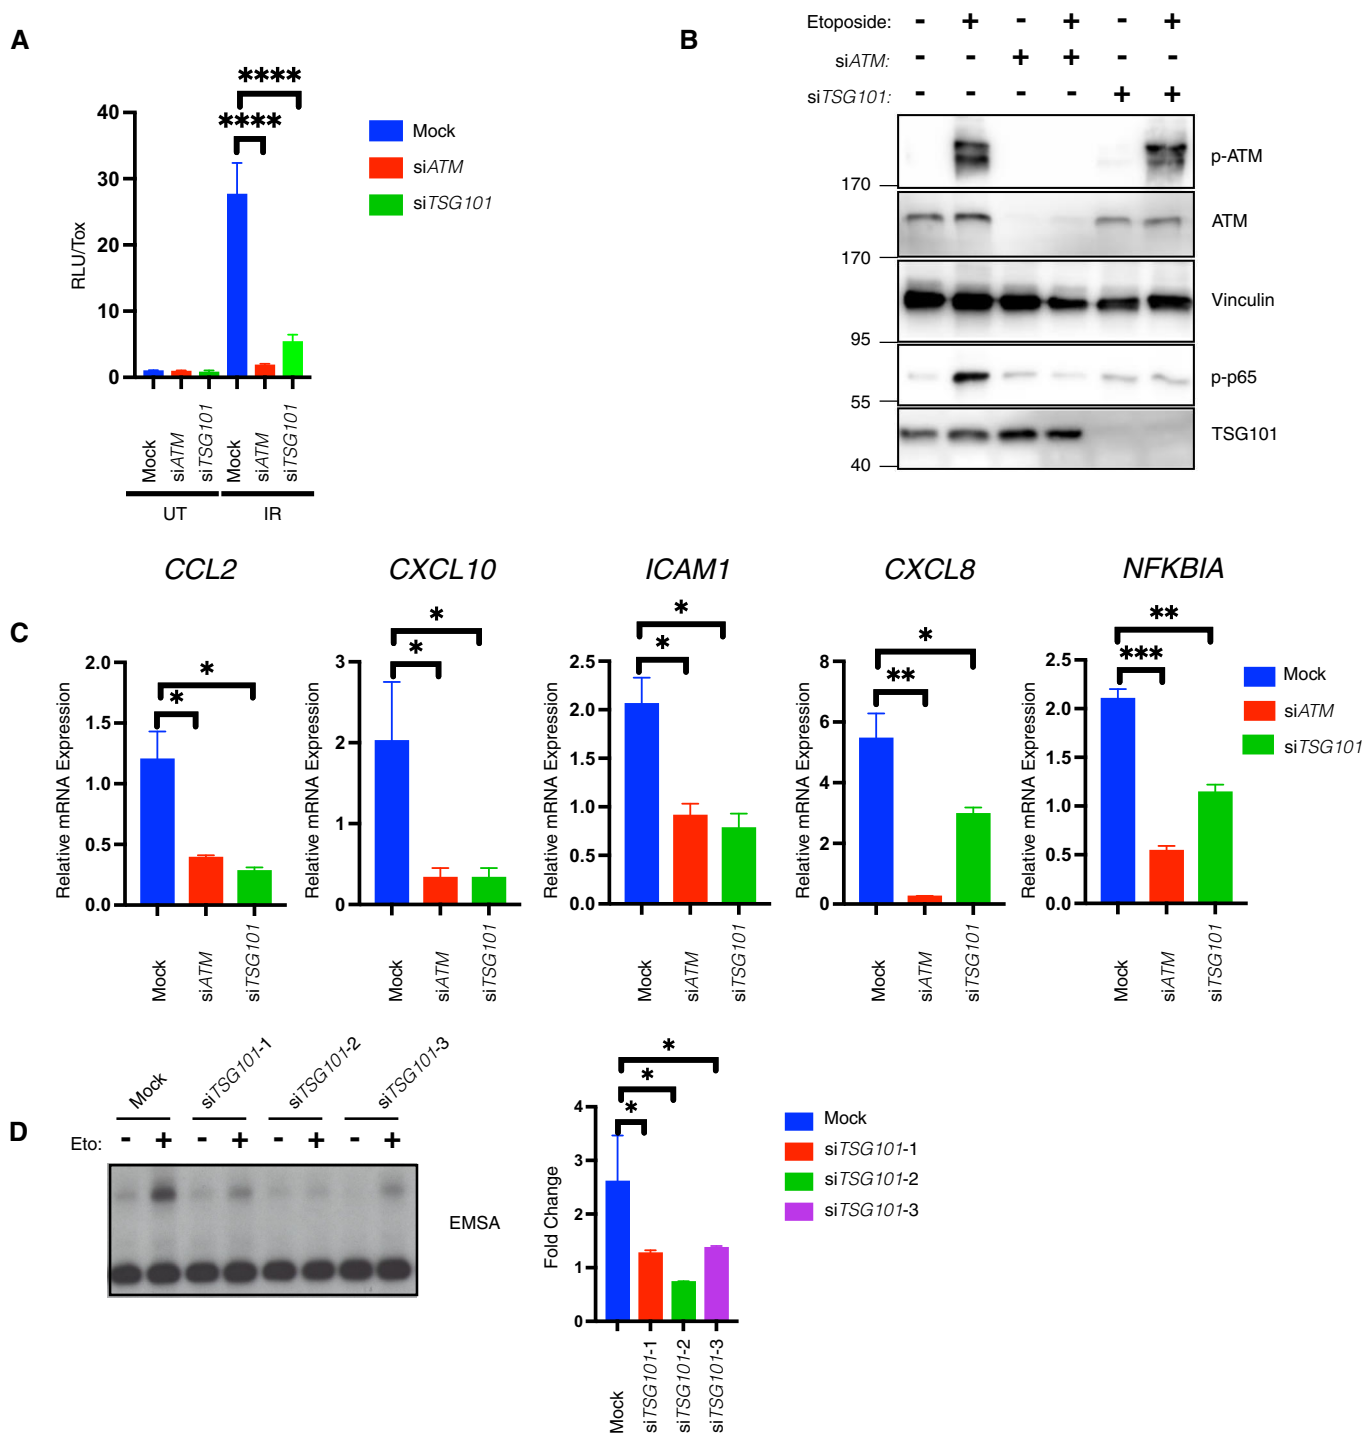 A
****
****
40
30
20
10
0
RLU/Tox
Mock
siATM
siTSG101
Mock
siATM
siTSG101
Mock
siATM
siTSG101
UT
IR
B
Etoposide: - + - + - +
siATM: - - + + - -
siTSG101: - - - - + +
p-ATM
170
ATM
170
Vinculin
95
p-p65
55
TSG101
40
C
CCL2
*
*
2.0
1.5
1.0
0.5
0.0
Relative mRNA Expression
Mock
siATM
siTSG101
CXCL10
*
*
3
2
1
0
Relative mRNA Expression
Mock
siATM
siTSG101
ICAM1
*
*
2.5
2.0
1.5
1.0
0.5
0.0
Relative mRNA Expression
Mock
siATM
siTSG101
CXCL8
*
**
8
6
4
2
0
Relative mRNA Expression
Mock
siATM
siTSG101
NFKBIA
**
***
2.5
2.0
1.5
1.0
0.5
0.0
Relative mRNA Expression
Mock
siATM
siTSG101
Mock
siATM
siTSG101
D
Mock
siTSG101-1
siTSG101-2
siTSG101-3
Eto: - + - + - + - +
EMSA
*
*
*
4
3
2
1
0
Fold Change
Mock
siTSG101-1
siTSG101-2
siTSG101-3
Mock
siTSG101-1
siTSG101-2
siTSG101-3